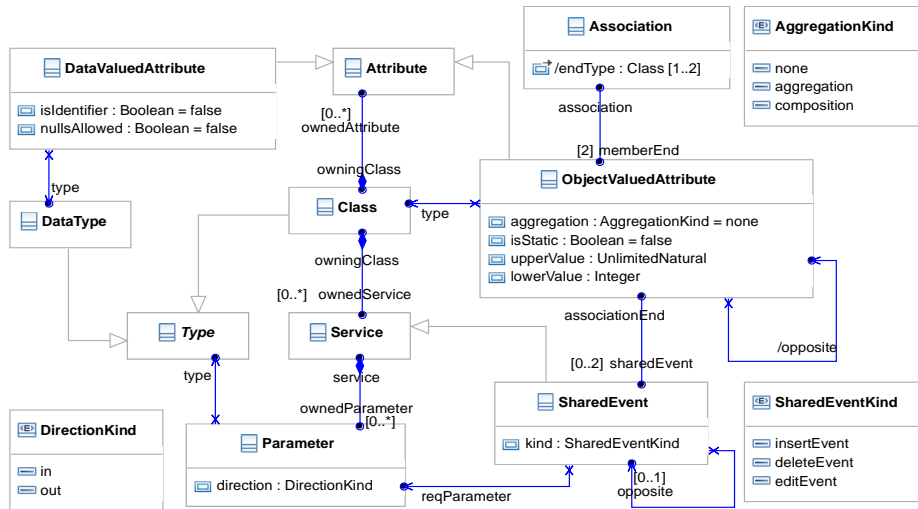 Association
/endType : Class [1..2]
AggregationKind
none
aggregation
composition
DataValuedAttribute
isIdentifier : Boolean = false
nullsAllowed : Boolean = false
Attribute
[0..*]
ownedAttribute
association
[2] memberEnd
type
owningClass
ObjectValuedAttribute
aggregation : AggregationKind = none
isStatic : Boolean = false
upperValue : UnlimitedNatural
lowerValue : Integer
DataType
Class
type
owningClass
[0..*] ownedService
associationEnd
Type
Service
/opposite
type
service
[0..2] sharedEvent
ownedParameter
[0..*]
DirectionKind
in
out
Parameter
direction : DirectionKind
SharedEvent
kind : SharedEventKind
[0..1]
opposite
reqParameter
SharedEventKind
insertEvent
deleteEvent
editEvent